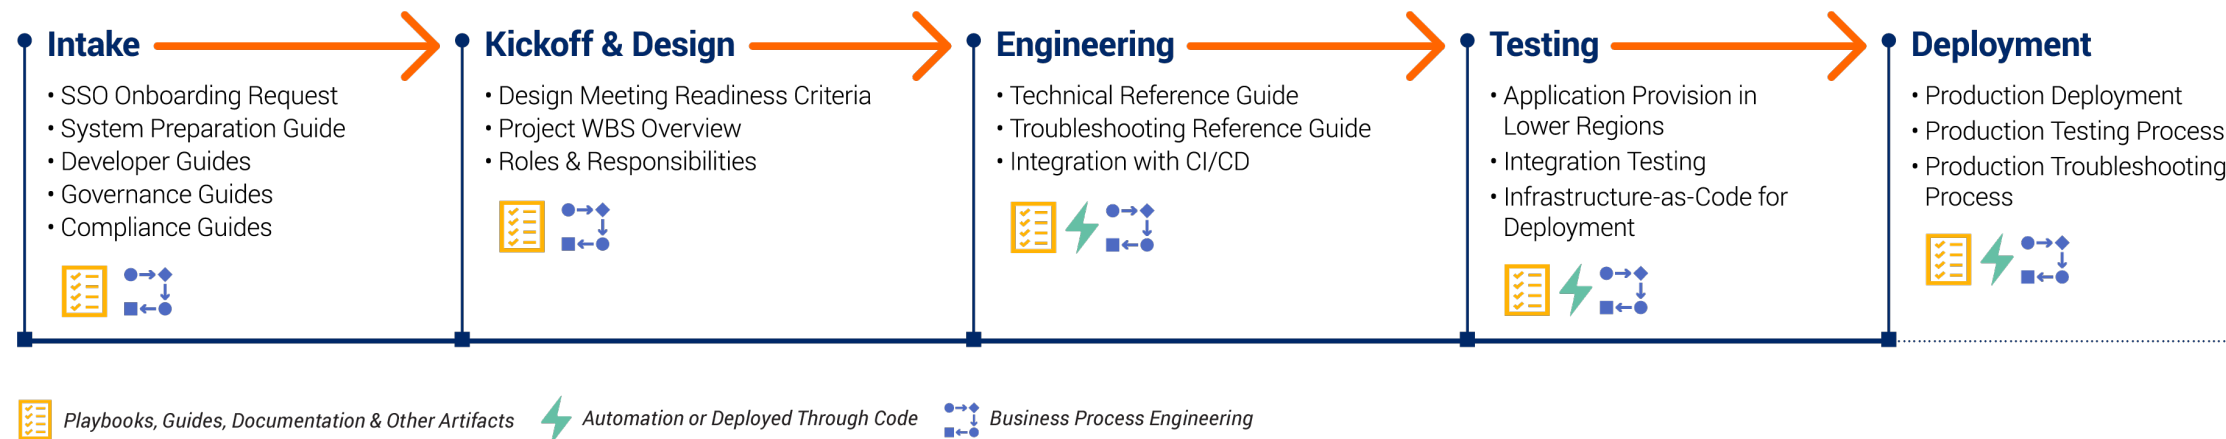 Intake
• SSO Onboarding Request
• System Preparation Guide
• Developer Guides
• Governance Guides
• Compliance Guides
Kickoff & Design
• Design Meeting Readiness Criteria
• Project WBS Overview
• Roles & Responsibilities
Engineering
• Technical Reference Guide
• Troubleshooting Reference Guide
• Integration with CI/CD
Testing
• Application Provision in
Lower Regions
• Integration Testing
• Infrastructure-as-Code for
Deployment
Deployment
• Production Deployment
• Production Testing Process
• Production Troubleshooting
Process
Playbooks, Guides, Documentation & Other Artifacts
Automation or Deployed Through Code
Business Process Engineering